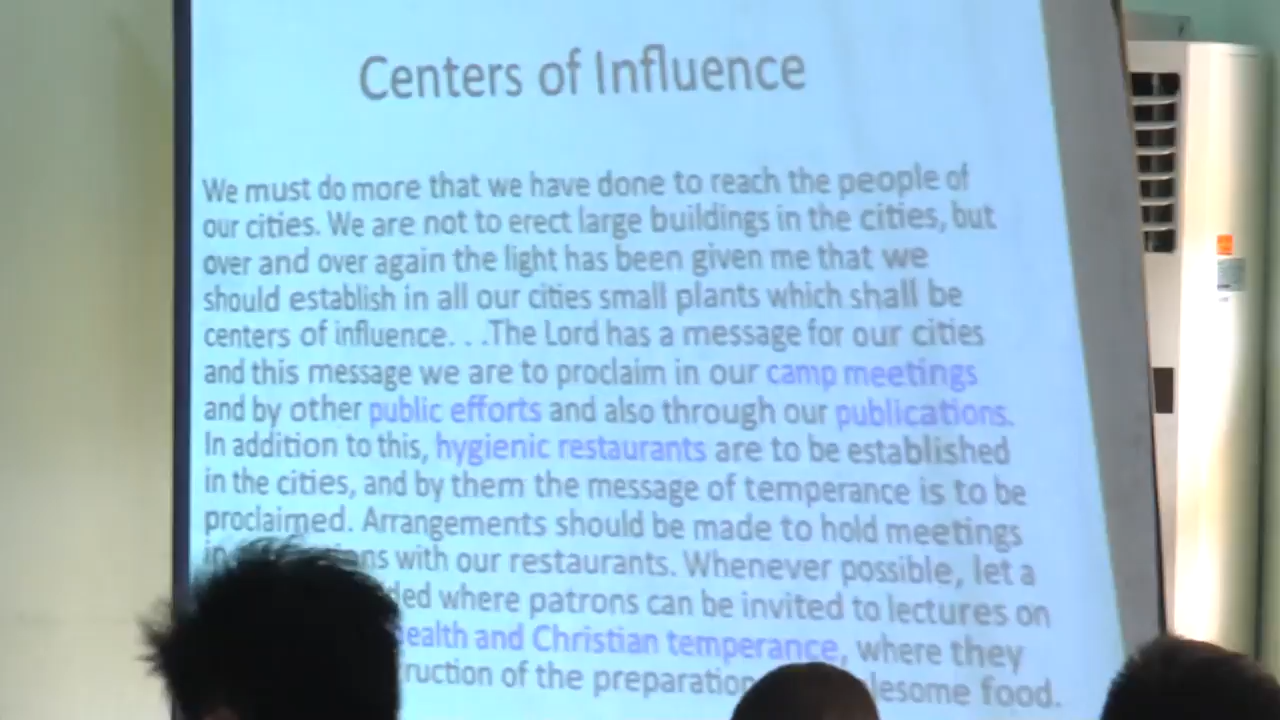 Centers of Influence
We must do more that we have done to reach the people of
our cities. We are not to erect large buildings in the cities, but
over and over again the light has been given me that we
should establish in all our cities small plants which shall be
centers of influence. . .The Lord has a message for our cities
and this message we are to proclaim in our camp meetings
and by other public efforts and also through our publications.
In addition to this, hygienic restaurants are to be established
in the cities, and by them the message of temperance is to be
proclaimed. Arrangements should be made to hold meetings
with our restaurants. Whenever possible, let a
where patrons can be invited to lectures on
and Christian temperance, where they
of the preparation food.